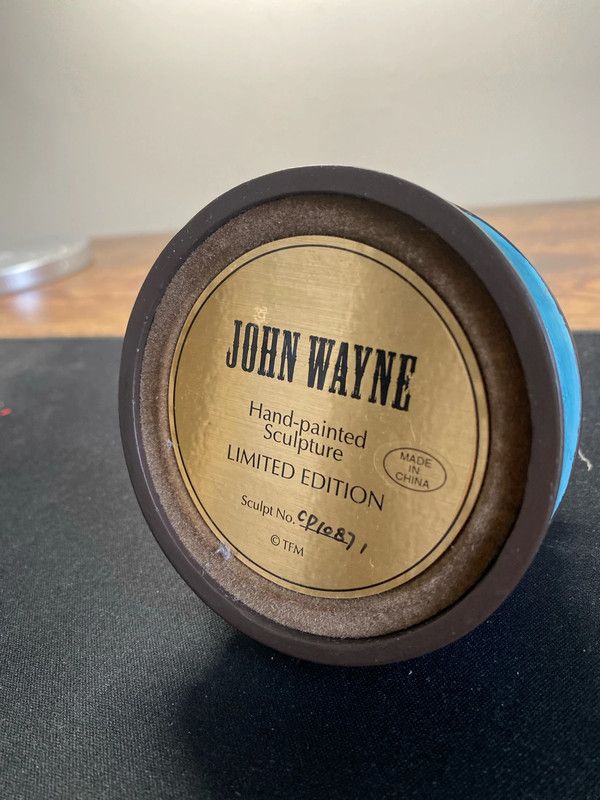 JOHN WAYNE
Hand-painted
Sculpture
LIMITED EDITION
MADE
IN
CHINA
Sculpt No. CP10871
© TFM